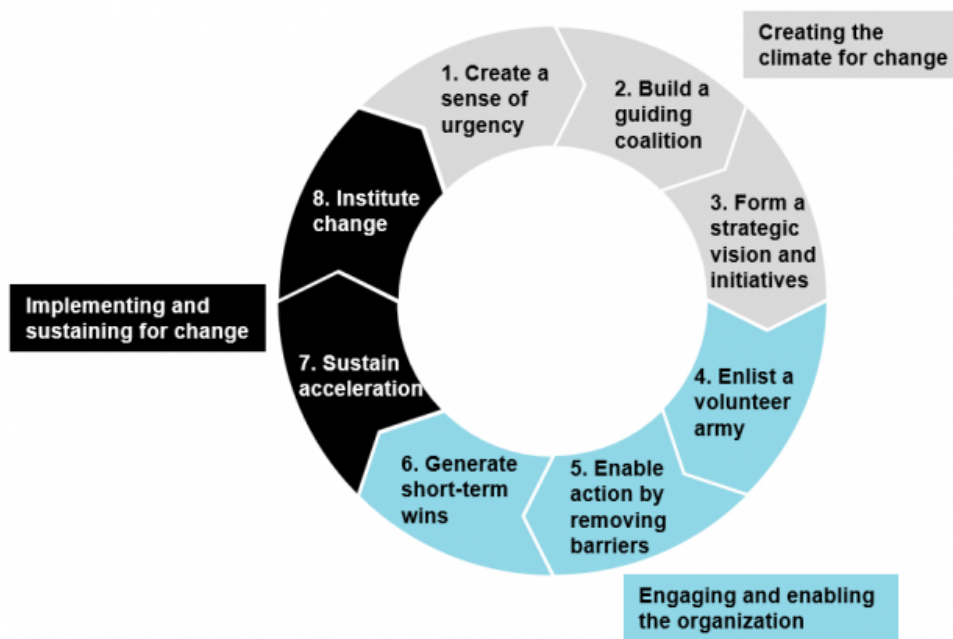 Creating the
climate for change
1. Create a
sense of
urgency
2. Build a
guiding
coalition
3. Form a
strategic
vision and
initiatives
4. Enlist a
volunteer
army
5. Enable
action by
removing
barriers
6. Generate
short-term
wins
7. Sustain
acceleration
8. Institute
change
Implementing and
sustaining for change
Engaging and enabling
the organization